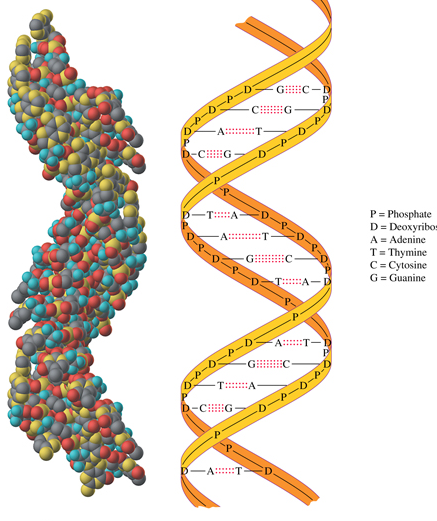 D G C D
P P
D C G D
P P
D A T D
P P
D C G D
P
P
D T A D
P P
D A T D
P P
D G C D
P P
D T A D
P
P
D A T D
P P
D G C D
P P
D T A D
P P
D C G D
P
P
D A T D
P = Phosphate
D = Deoxyribos
A = Adenine
T = Thymine
C = Cytosine
G = Guanine